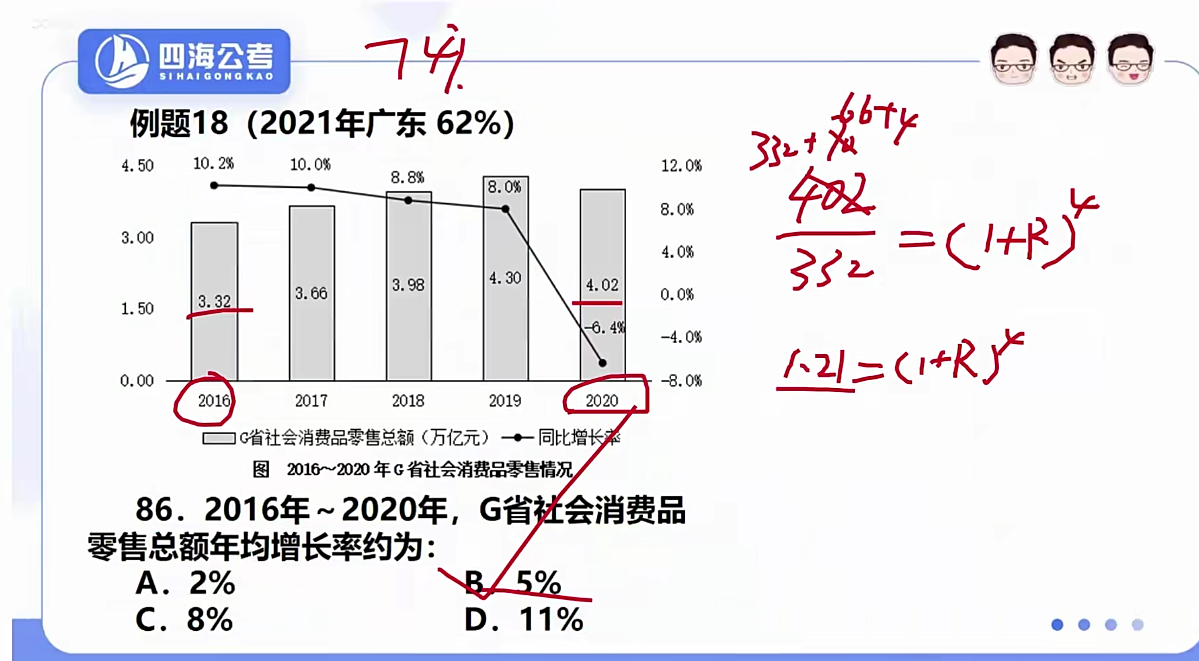 四海公考
SIHAIGONGKAO
74%
例题18（2021年广东 62%）
4.50
3.00
1.50
0.00
10.2%
10.0%
8.8%
8.0%
-6.4%
3.32
3.66
3.98
4.30
4.02
12.0%
8.0%
4.0%
0.0%
-4.0%
-8.0%
2016
2017
2018
2019
2020
G省社会消费品零售总额（万亿元）
同比增长率
图 2016～2020年G省社会消费品零售情况
86．2016年～2020年，G省社会消费品
零售总额年均增长率约为：
A．2%
B．5%
C．8%
D．11%
66+4
332+
402
332
=(1+R)^4
1.21=(1+R)^4